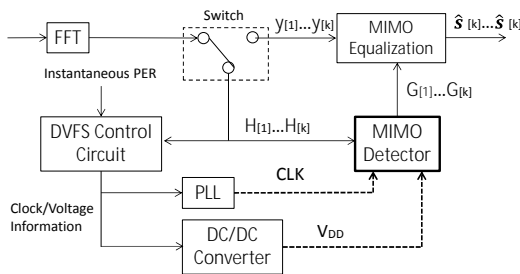 Switch
FFT
y[1]...y[k]
MIMO
Equalization
ŝ [k]...ŝ [k]
Instantaneous PER
G[1]...G[k]
DVFS Control
Circuit
H[1]...H[k]
MIMO
Detector
CLK
PLL
Clock/Voltage
Information
VDD
DC/DC
Converter